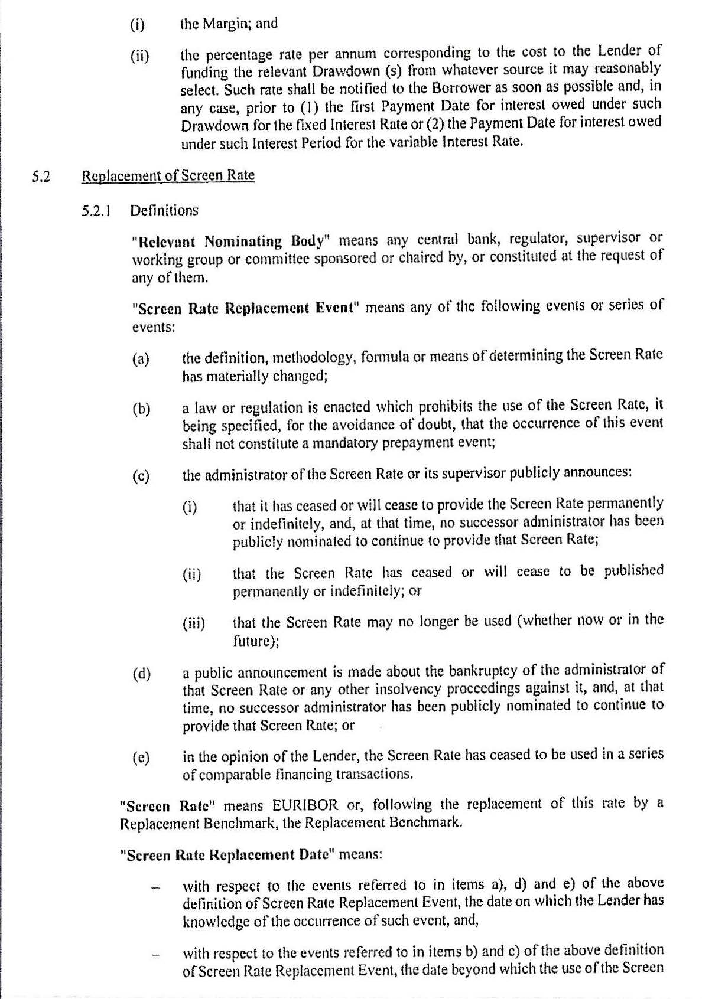 (i) the Margin; and
(ii) the percentage rate per annum corresponding to the cost to the Lender of
funding the relevant Drawdown (s) from whatever source it may reasonably
select. Such rate shall be notified to the Borrower as soon as possible and, in
any case, prior to (1) the first Payment Date for interest owed under such
Drawdown for the fixed Interest Rate or (2) the Payment Date for interest owed
under such Interest Period for the variable Interest Rate.
5.2 Replacement of Screen Rate
5.2.1 Definitions
"Relevant Nominating Body" means any central bank, regulator, supervisor or
working group or committee sponsored or chaired by, or constituted at the request of
any of them.
"Screen Rate Replacement Event" means any of the following events or series of
events:
(a) the definition, methodology, formula or means of determining the Screen Rate
has materially changed;
(b) a law or regulation is enacted which prohibits the use of the Screen Rate, it
being specified, for the avoidance of doubt, that the occurrence of this event
shall not constitute a mandatory prepayment event;
(c) the administrator of the Screen Rate or its supervisor publicly announces:
(i) that it has ceased or will cease to provide the Screen Rate permanently
or indefinitely, and, at that time, no successor administrator has been
publicly nominated to continue to provide that Screen Rate;
(ii) that the Screen Rate has ceased or will cease to be published
permanently or indefinitely; or
(iii) that the Screen Rate may no longer be used (whether now or in the
future);
(d) a public announcement is made about the bankruptcy of the administrator of
that Screen Rate or any other insolvency proceedings against it, and, at that
time, no successor administrator has been publicly nominated to continue to
provide that Screen Rate; or
(e) in the opinion of the Lender, the Screen Rate has ceased to be used in a series
of comparable financing transactions.
"Screen Rate" means EURIBOR or, following the replacement of this rate by a
Replacement Benchmark, the Replacement Benchmark.
"Screen Rate Replacement Date" means:
– with respect to the events referred to in items a), d) and e) of the above
definition of Screen Rate Replacement Event, the date on which the Lender has
knowledge of the occurrence of such event, and,
– with respect to the events referred to in items b) and c) of the above definition
of Screen Rate Replacement Event, the date beyond which the use of the Screen